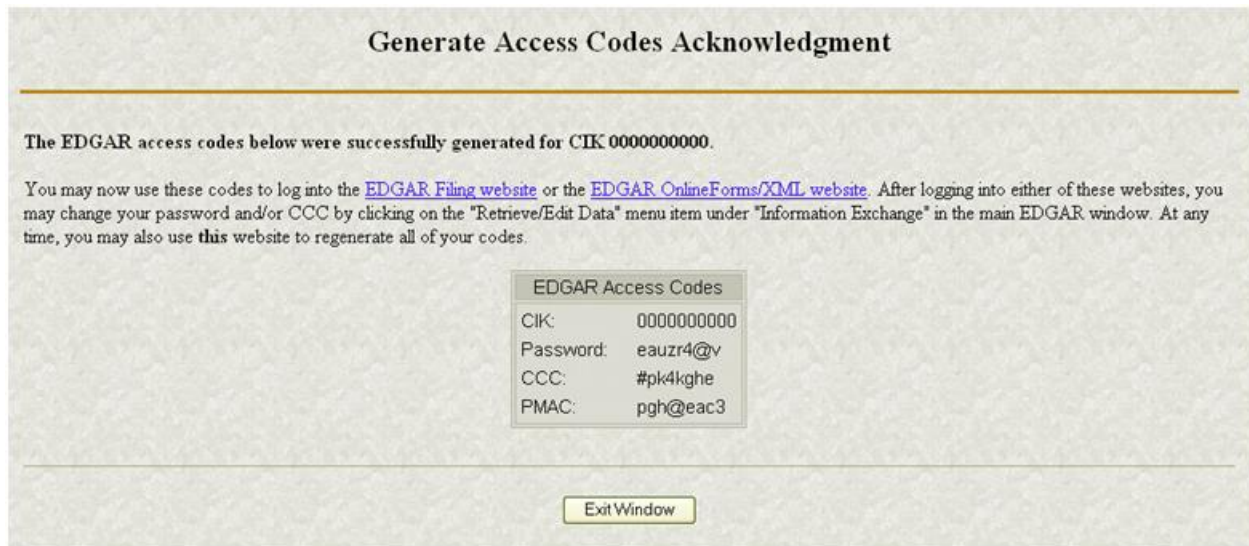 Generate Access Codes Acknowledgment
The EDGAR access codes below were successfully generated for CIK 0000000000.
You may now use these codes to log into the EDGAR Filing website or the EDGAR OnlineForms/XML website. After logging into either of these websites, you
may change your password and/or CCC by clicking on the "Retrieve/Edit Data" menu item under "Information Exchange" in the main EDGAR window. At any
time, you may also use this website to regenerate all of your codes.
EDGAR Access Codes
CIK: 0000000000
Password: eauzr4@v
CCC: #pk4kghe
PMAC: pgh@eac3
Exit Window